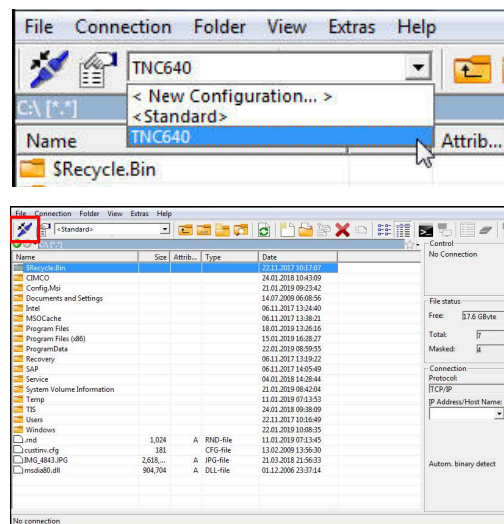 File Connection Folder View Extras Help
TNC640
< New Configuration... >
<Standard>
TNC640
C:\ [*.*]
Name Attrib...
$Recycle.Bin
File Connection Folder View Extras Help
<Standard>
C:\ [*.*]
Name Size Attrib... Type Date
$Recycle.Bin 22.11.2017 10:17:07
CIMCO 24.01.2018 10:43:09
Config.Msi 21.01.2019 09:23:42
Documents and Settings 14.07.2009 06:08:56
Intel 06.11.2017 13:24:40
MSOCache 06.11.2017 13:38:21
Program Files 18.01.2019 13:26:16
Program Files (x86) 15.01.2019 16:28:27
ProgramData 22.01.2019 08:59:55
Recovery 06.11.2017 13:19:22
SAP 06.11.2017 14:05:49
Service 04.01.2018 14:28:44
System Volume Information 21.01.2019 08:42:04
Temp 11.01.2019 07:13:53
TIS 24.01.2018 09:38:09
Users 22.11.2017 10:16:49
Windows 22.01.2019 10:08:35
.rnd 1,024 A RND-file 11.01.2019 07:13:45
custinv.cfg 181 CFG-file 13.02.2009 13:56:30
IMG_4843.JPG 2,618,... A JPG-file 21.03.2018 21:56:33
msdia80.dll 904,704 A DLL-file 01.12.2006 23:37:14
Control
No Connection
File status
Free: 17.6 GByte
Total: 7
Masked: 4
Connection
Protocol:
TCP/IP
IP Address/Host Name:
Autom. binary detect
No connection